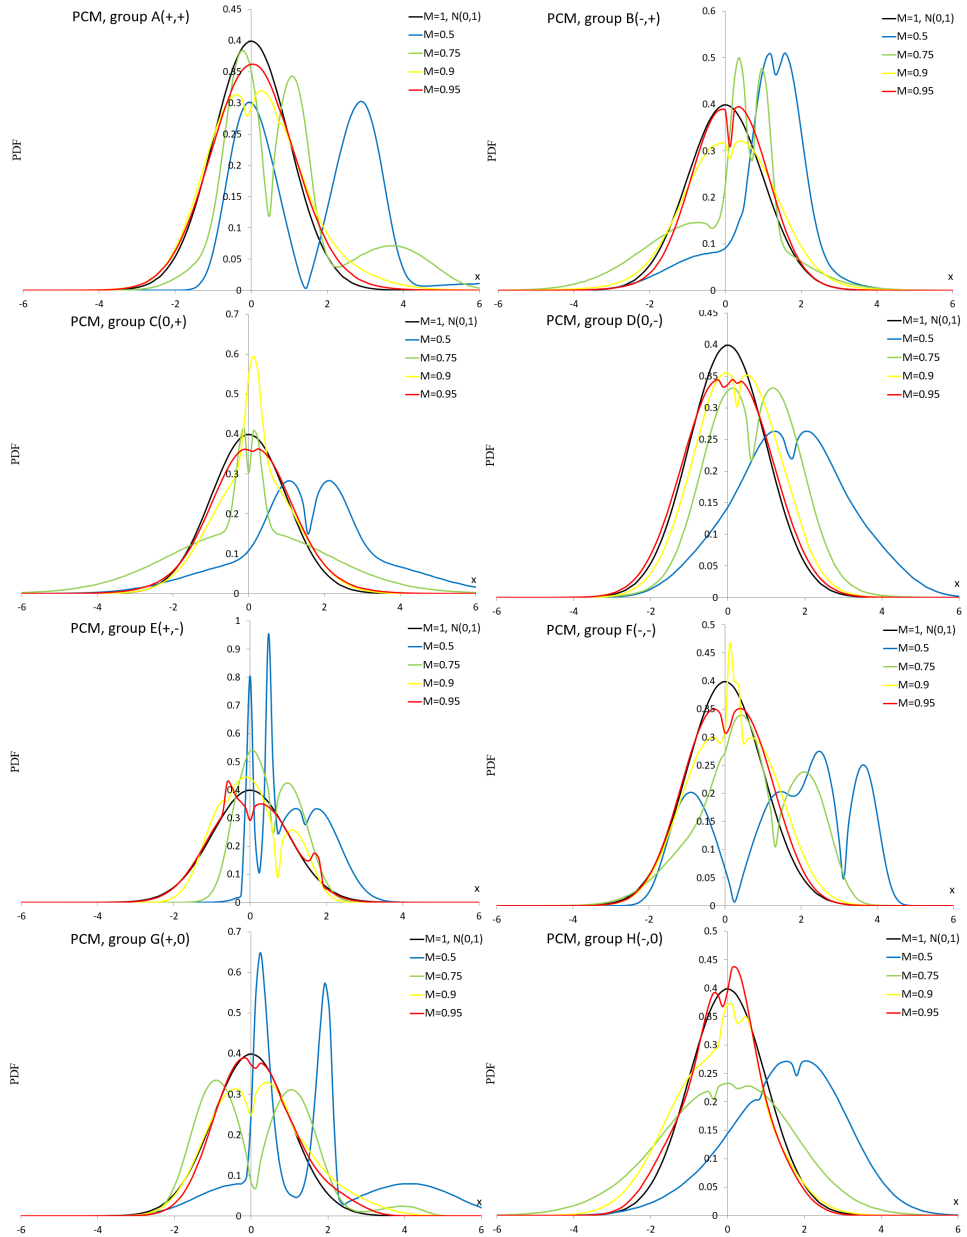 PCM, group A(+,+)
M=1, N(0,1)
M=0.5
M=0.75
M=0.9
M=0.95
PDF
0.45
0.4
0.35
0.3
0.25
0.2
0.15
0.1
0.05
0
x
-6 -4 -2 0 2 4 6
PCM, group B(-,+)
M=1, N(0,1)
M=0.5
M=0.75
M=0.9
M=0.95
PDF
0.6
0.5
0.4
0.3
0.2
0.1
0
x
-6 -4 -2 0 2 4 6
PCM, group C(0,+)
M=1, N(0,1)
M=0.5
M=0.75
M=0.9
M=0.95
PDF
0.7
0.6
0.5
0.4
0.3
0.2
0.1
0
x
-6 -4 -2 0 2 4 6
PCM, group D(0,-)
M=1, N(0,1)
M=0.5
M=0.75
M=0.9
M=0.95
PDF
0.45
0.4
0.35
0.3
0.25
0.2
0.15
0.1
0.05
0
x
-6 -4 -2 0 2 4 6
PCM, group E(+,-)
M=1, N(0,1)
M=0.5
M=0.75
M=0.9
M=0.95
PDF
1
0.9
0.8
0.7
0.6
0.5
0.4
0.3
0.2
0.1
0
x
-6 -4 -2 0 2 4 6
PCM, group F(-,-)
M=1, N(0,1)
M=0.5
M=0.75
M=0.9
M=0.95
PDF
0.5
0.45
0.4
0.35
0.3
0.25
0.2
0.15
0.1
0.05
0
x
-6 -4 -2 0 2 4 6
PCM, group G(+,0)
M=1, N(0,1)
M=0.5
M=0.75
M=0.9
M=0.95
PDF
0.7
0.6
0.5
0.4
0.3
0.2
0.1
0
x
-6 -4 -2 0 2 4 6
PCM, group H(-,0)
M=1, N(0,1)
M=0.5
M=0.75
M=0.9
M=0.95
PDF
0.5
0.45
0.4
0.35
0.3
0.25
0.2
0.15
0.1
0.05
0
x
-6 -4 -2 0 2 4 6